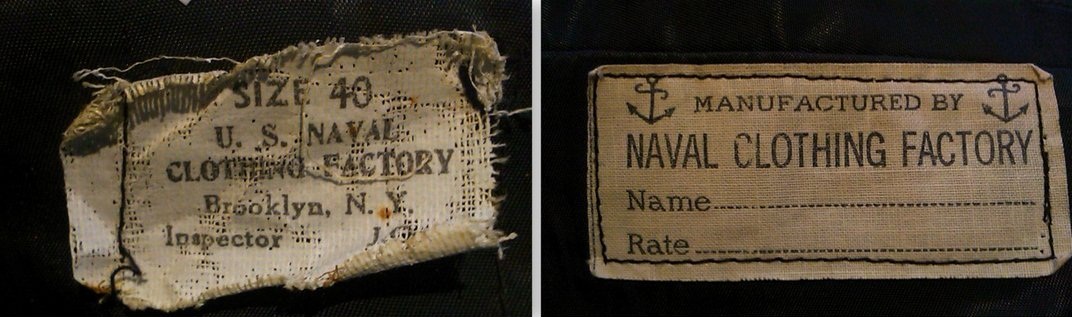 SIZE 40
U. S. NAVAL
CLOTHING FACTORY
Brooklyn, N. Y.
Inspector
MANUFACTURED BY
NAVAL CLOTHING FACTORY
Name
Rate